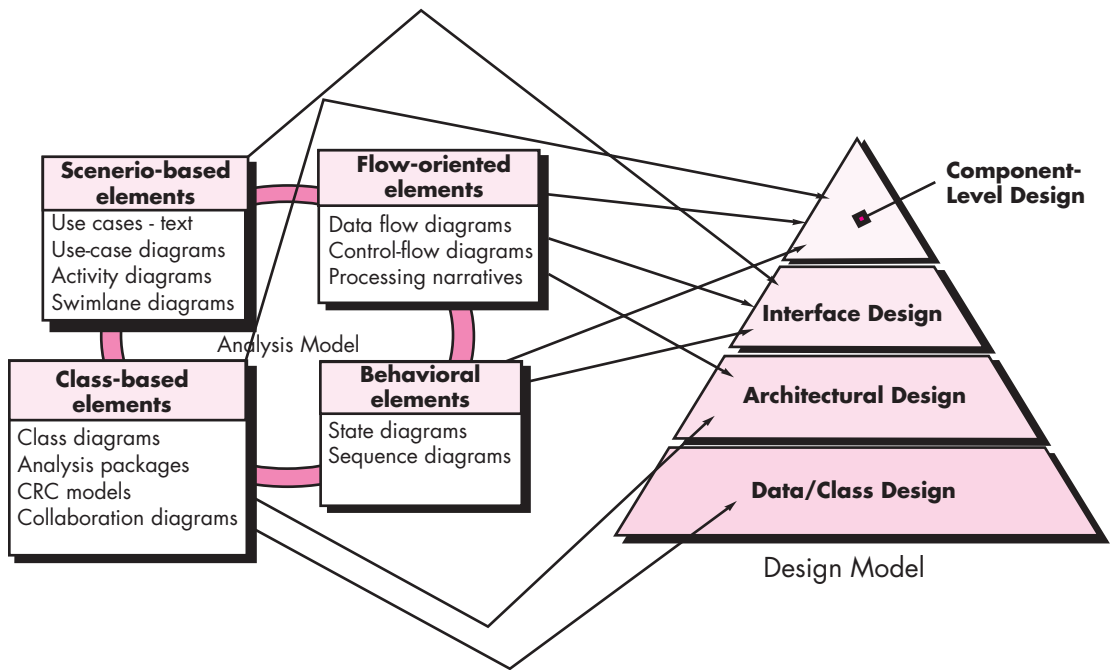 Scenerio-based
elements
Use cases - text
Use-case diagrams
Activity diagrams
Swimlane diagrams
Flow-oriented
elements
Data flow diagrams
Control-flow diagrams
Processing narratives
Analysis Model
Class-based
elements
Class diagrams
Analysis packages
CRC models
Collaboration diagrams
Behavioral
elements
State diagrams
Sequence diagrams
Component-
Level Design
Interface Design
Architectural Design
Data/Class Design
Design Model